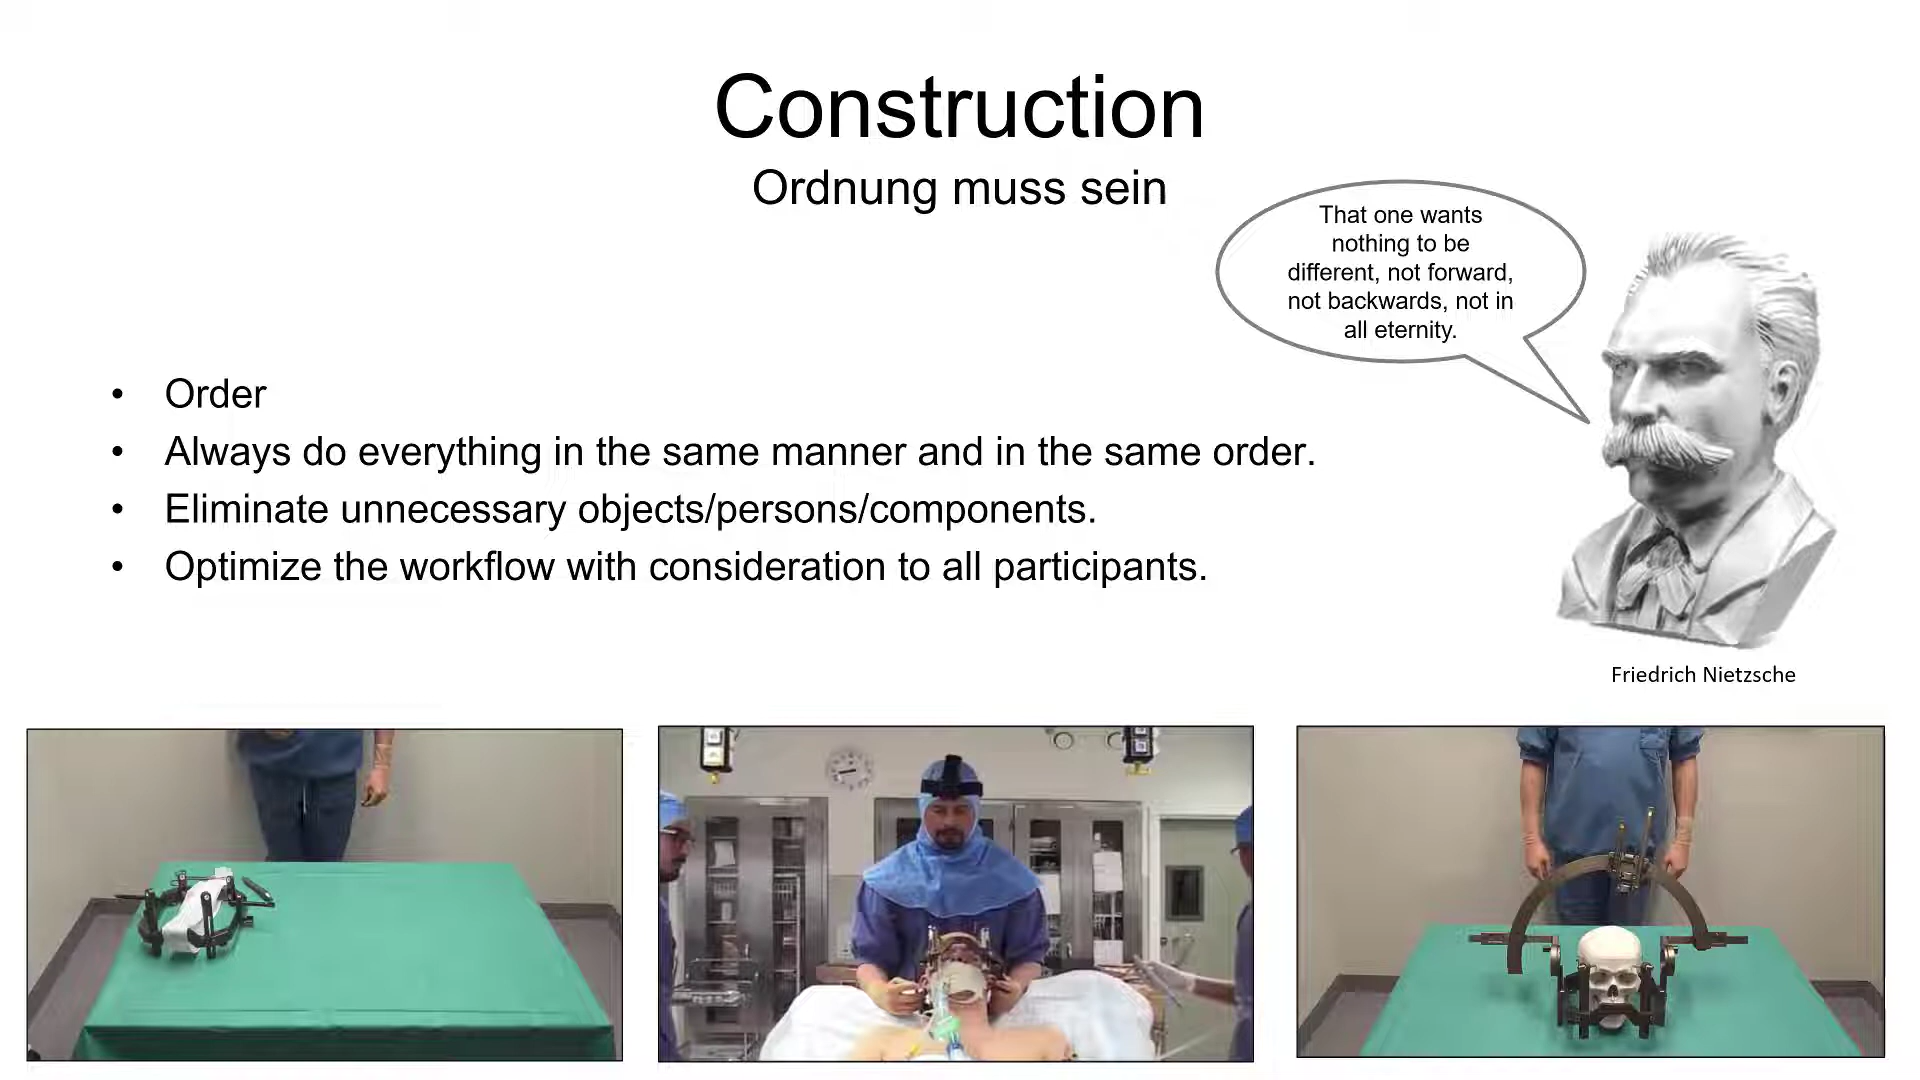 Construction
Ordnung muss sein
That one wants
nothing to be
different, not forward,
not backwards, not in
all eternity.
• Order
• Always do everything in the same manner and in the same order.
• Eliminate unnecessary objects/persons/components.
• Optimize the workflow with consideration to all participants.
Friedrich Nietzsche